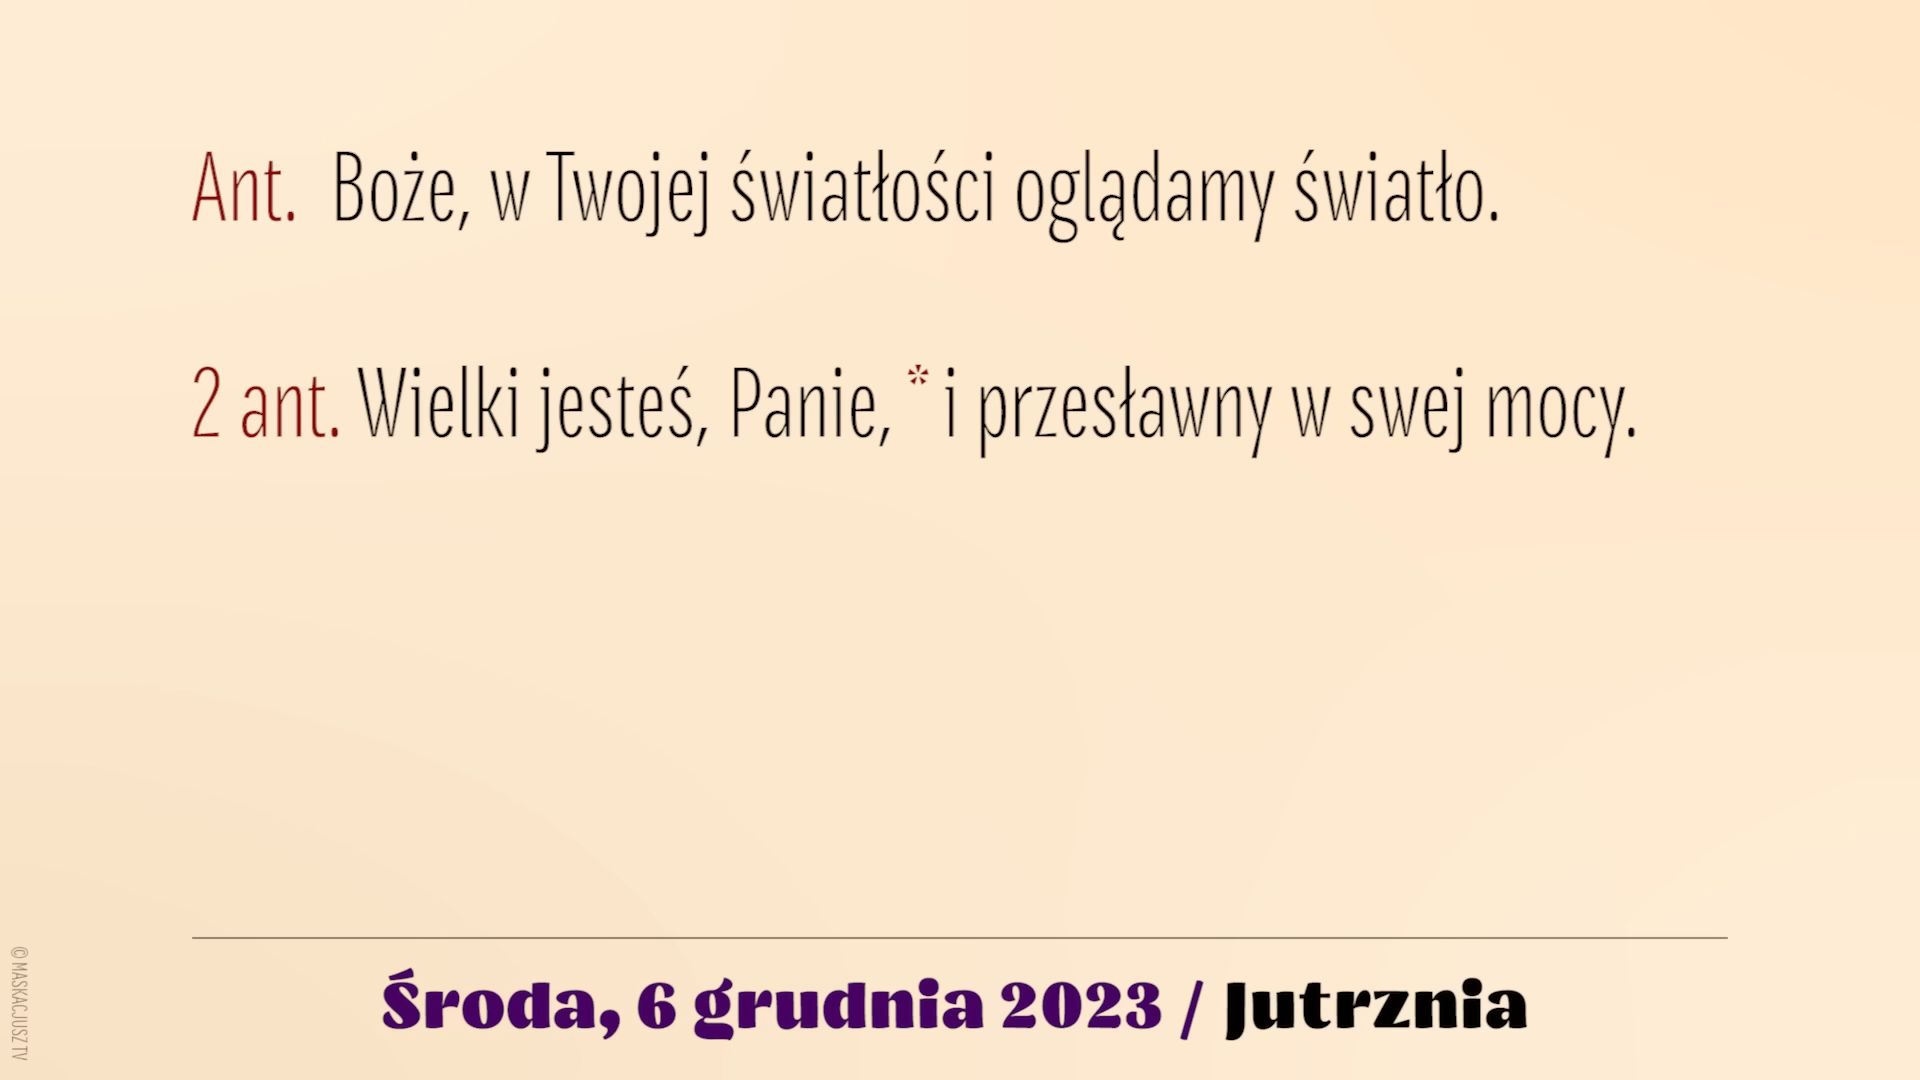 Ant. Boże, w Twojej światłości oglądamy światło.
2 ant. Wielki jesteś, Panie, * i przesławny w swej mocy.
Środa, 6 grudnia 2023 / Jutrznia
© MASKACJUSZ TV